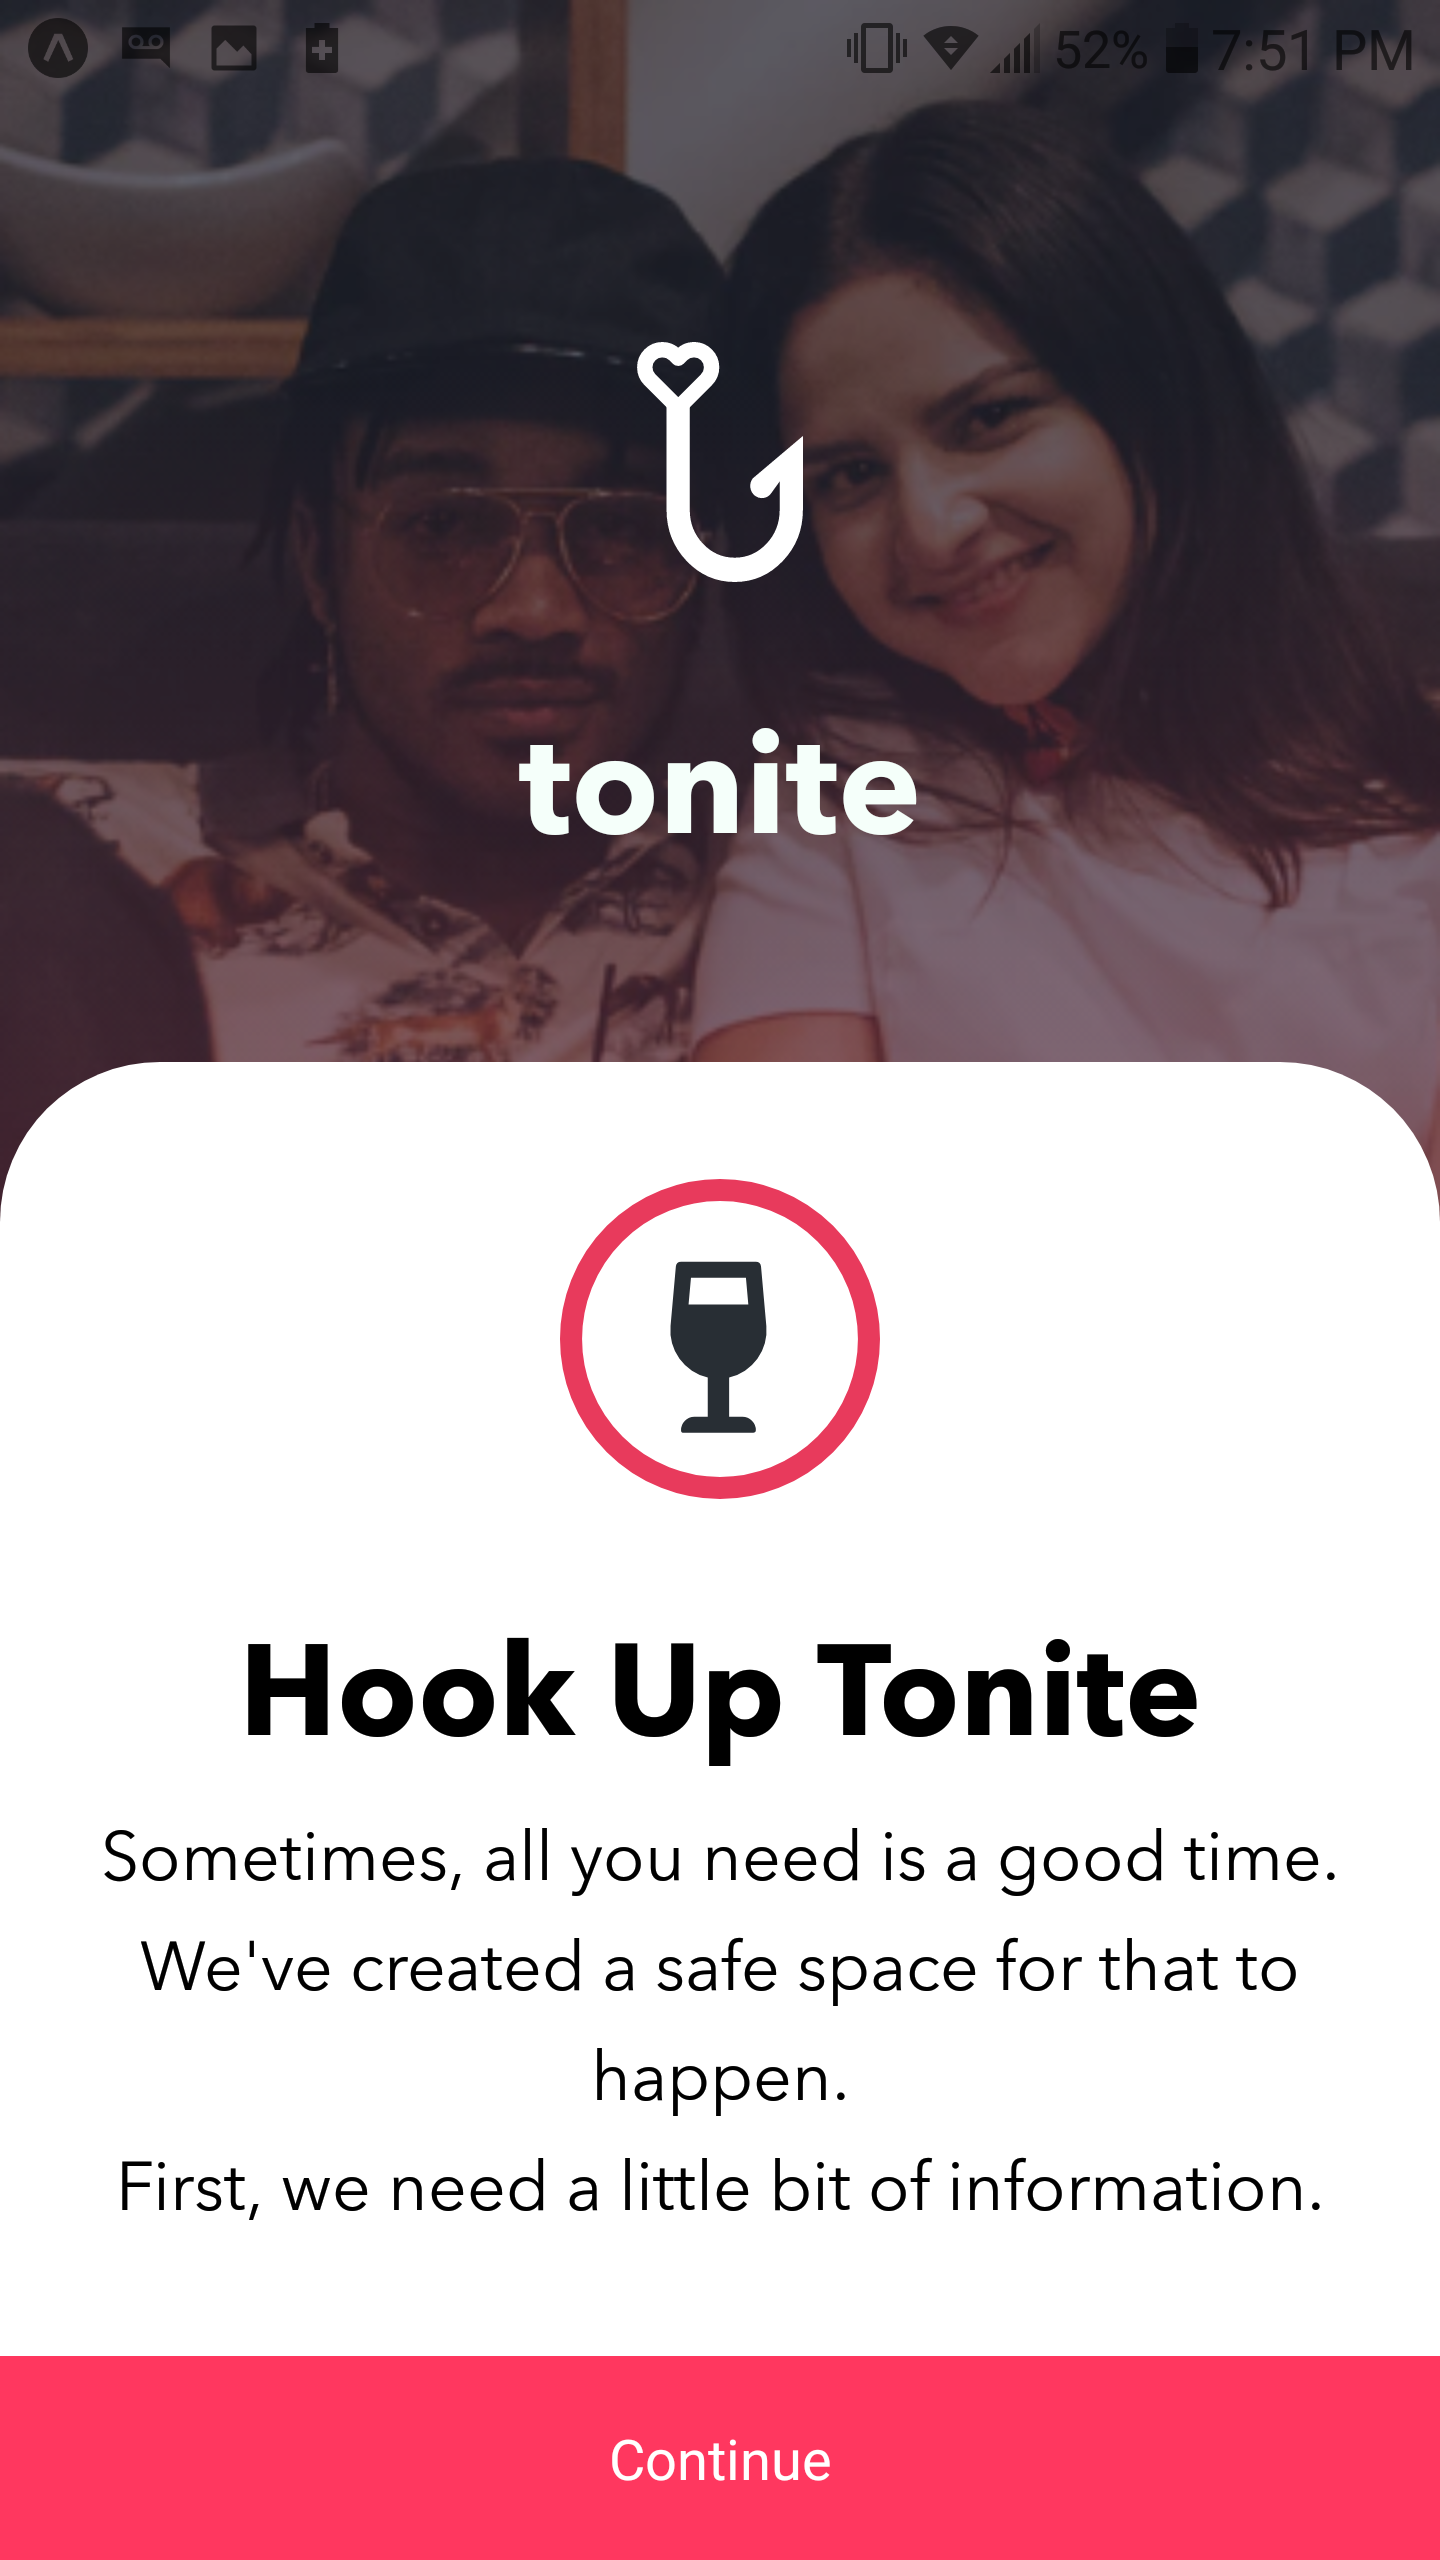 52% 7:51 PM
tonite
Hook Up Tonite
Sometimes, all you need is a good time.
We've created a safe space for that to
happen.
First, we need a little bit of information.
Continue